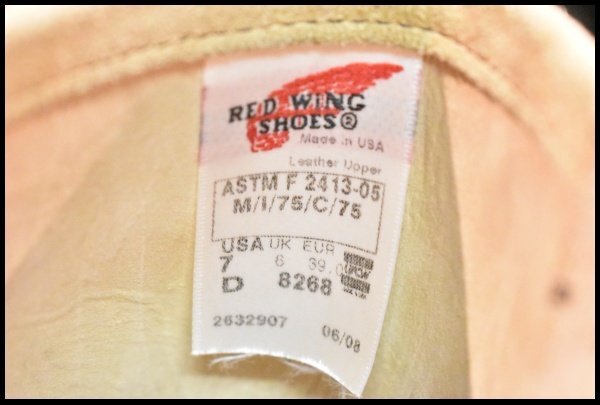 RED WING
SHOES®
Made in USA
Leather Upper
ASTM F 2413-05
M/I/75/C/75
USA UK EUR
7 6 39.0
D 8268
2632907 06/08